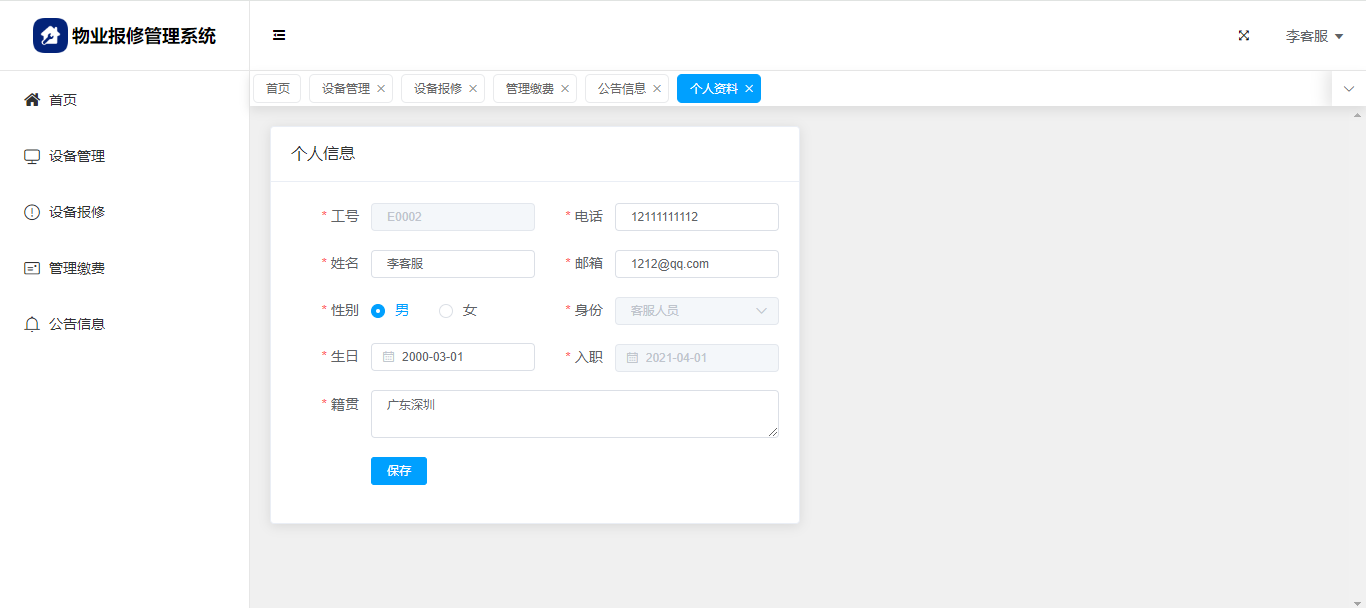 物业报修管理系统
李客服
首页
设备管理
设备报修
管理缴费
公告信息
首页 设备管理 设备报修 管理缴费 公告信息 个人资料
个人信息
* 工号 E0002 * 电话 12111111112
* 姓名 李客服 * 邮箱 1212@qq.com
* 性别 男 女 * 身份 客服人员
* 生日 2000-03-01 * 入职 2021-04-01
* 籍贯 广东深圳
保存